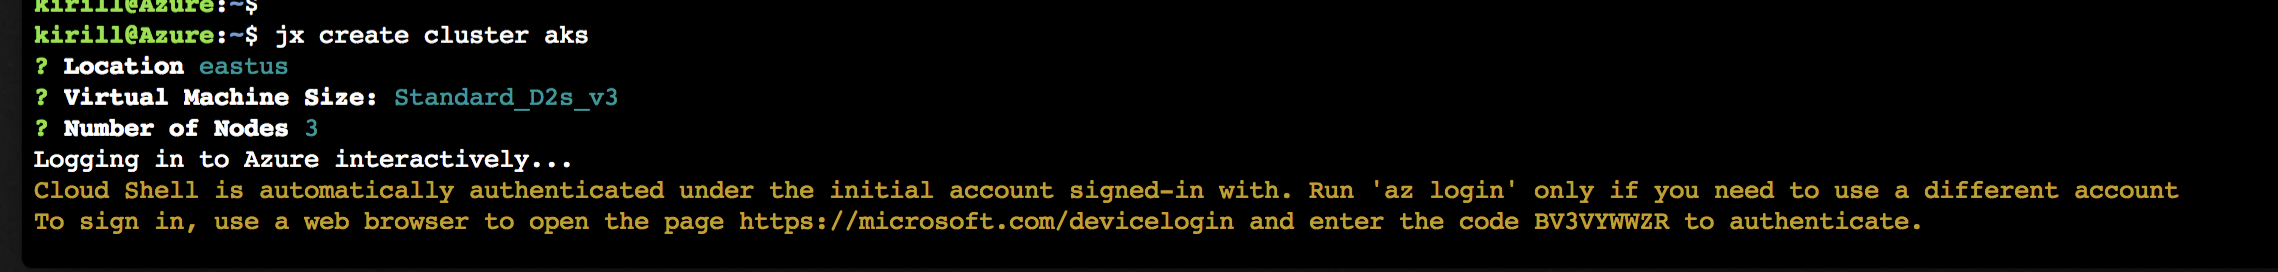 kirill@Azure:~$
kirill@Azure:~$ jx create cluster aks
? Location eastus
? Virtual Machine Size: Standard_D2s_v3
? Number of Nodes 3
Logging in to Azure interactively...
Cloud Shell is automatically authenticated under the initial account signed-in with. Run 'az login' only if you need to use a different account
To sign in, use a web browser to open the page https://microsoft.com/devicelogin and enter the code BV3VYWWZR to authenticate.